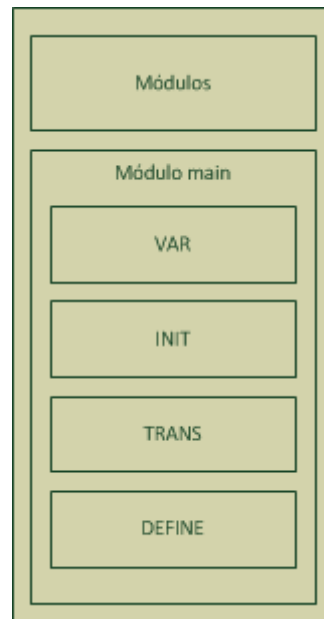 Módulos
Módulo main
VAR
INIT
TRANS
DEFINE